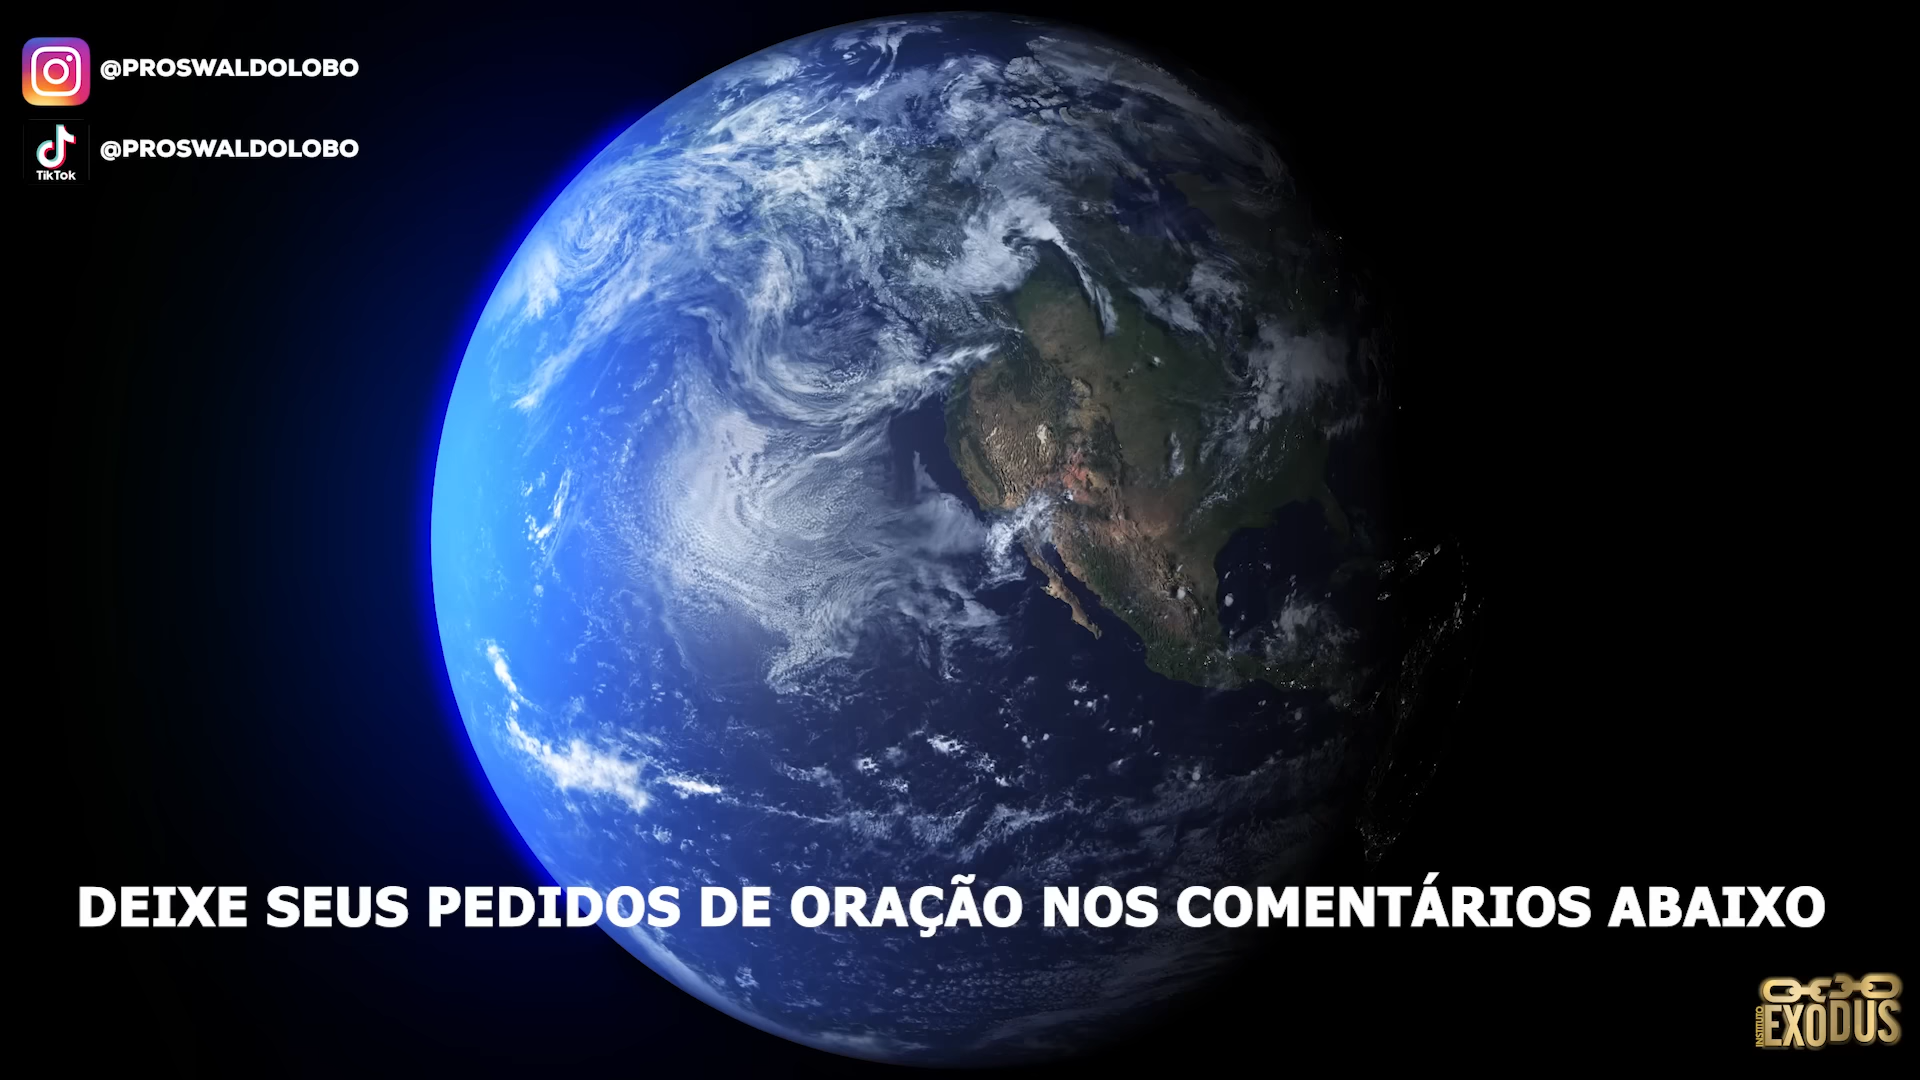 @PROSWALDOLOBO
TikTok
@PROSWALDOLOBO
DEIXE SEUS PEDIDOS DE ORAÇÃO NOS COMENTÁRIOS ABAIXO
INSTITUTO
EXODUS